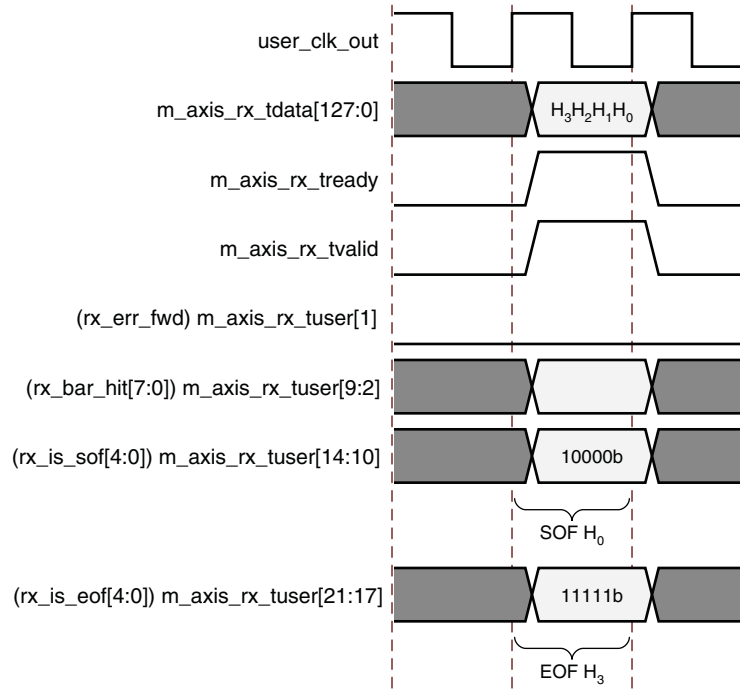 user_clk_out
m_axis_rx_tdata[127:0] H₃H₂H₁H₀
m_axis_rx_tready
m_axis_rx_tvalid
(rx_err_fwd) m_axis_rx_tuser[1]
(rx_bar_hit[7:0]) m_axis_rx_tuser[9:2]
(rx_is_sof[4:0]) m_axis_rx_tuser[14:10] 10000b
SOF H₀
(rx_is_eof[4:0]) m_axis_rx_tuser[21:17] 11111b
EOF H₃